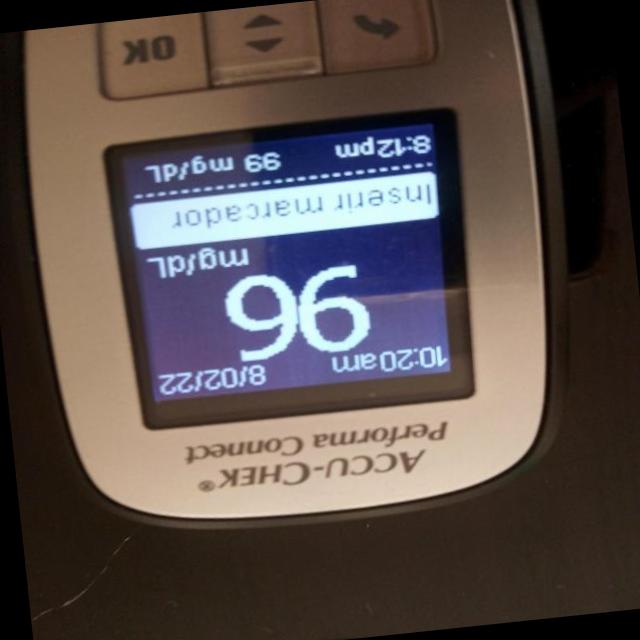 ACCU-CHEK®
Performa Connect
10:20am 8/02/22
96
mg/dL
Inserir marcador
8:12pm 99 mg/dL
OK